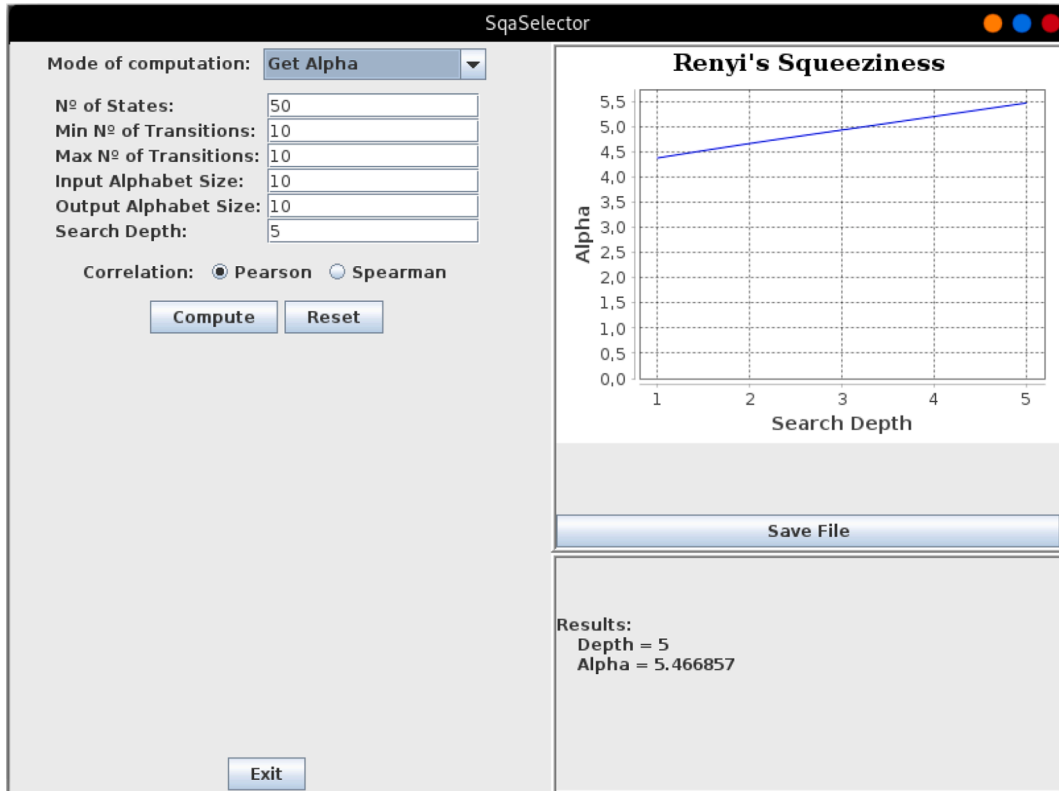 SqaSelector
Mode of computation: Get Alpha
Nº of States: 50
Min Nº of Transitions: 10
Max Nº of Transitions: 10
Input Alphabet Size: 10
Output Alphabet Size: 10
Search Depth: 5
Correlation: Pearson Spearman
Compute Reset
Exit
Renyi's Squeeziness
Alpha
5,5
5,0
4,5
4,0
3,5
3,0
2,5
2,0
1,5
1,0
0,5
0,0
1 2 3 4 5
Search Depth
Save File
Results:
Depth = 5
Alpha = 5.466857